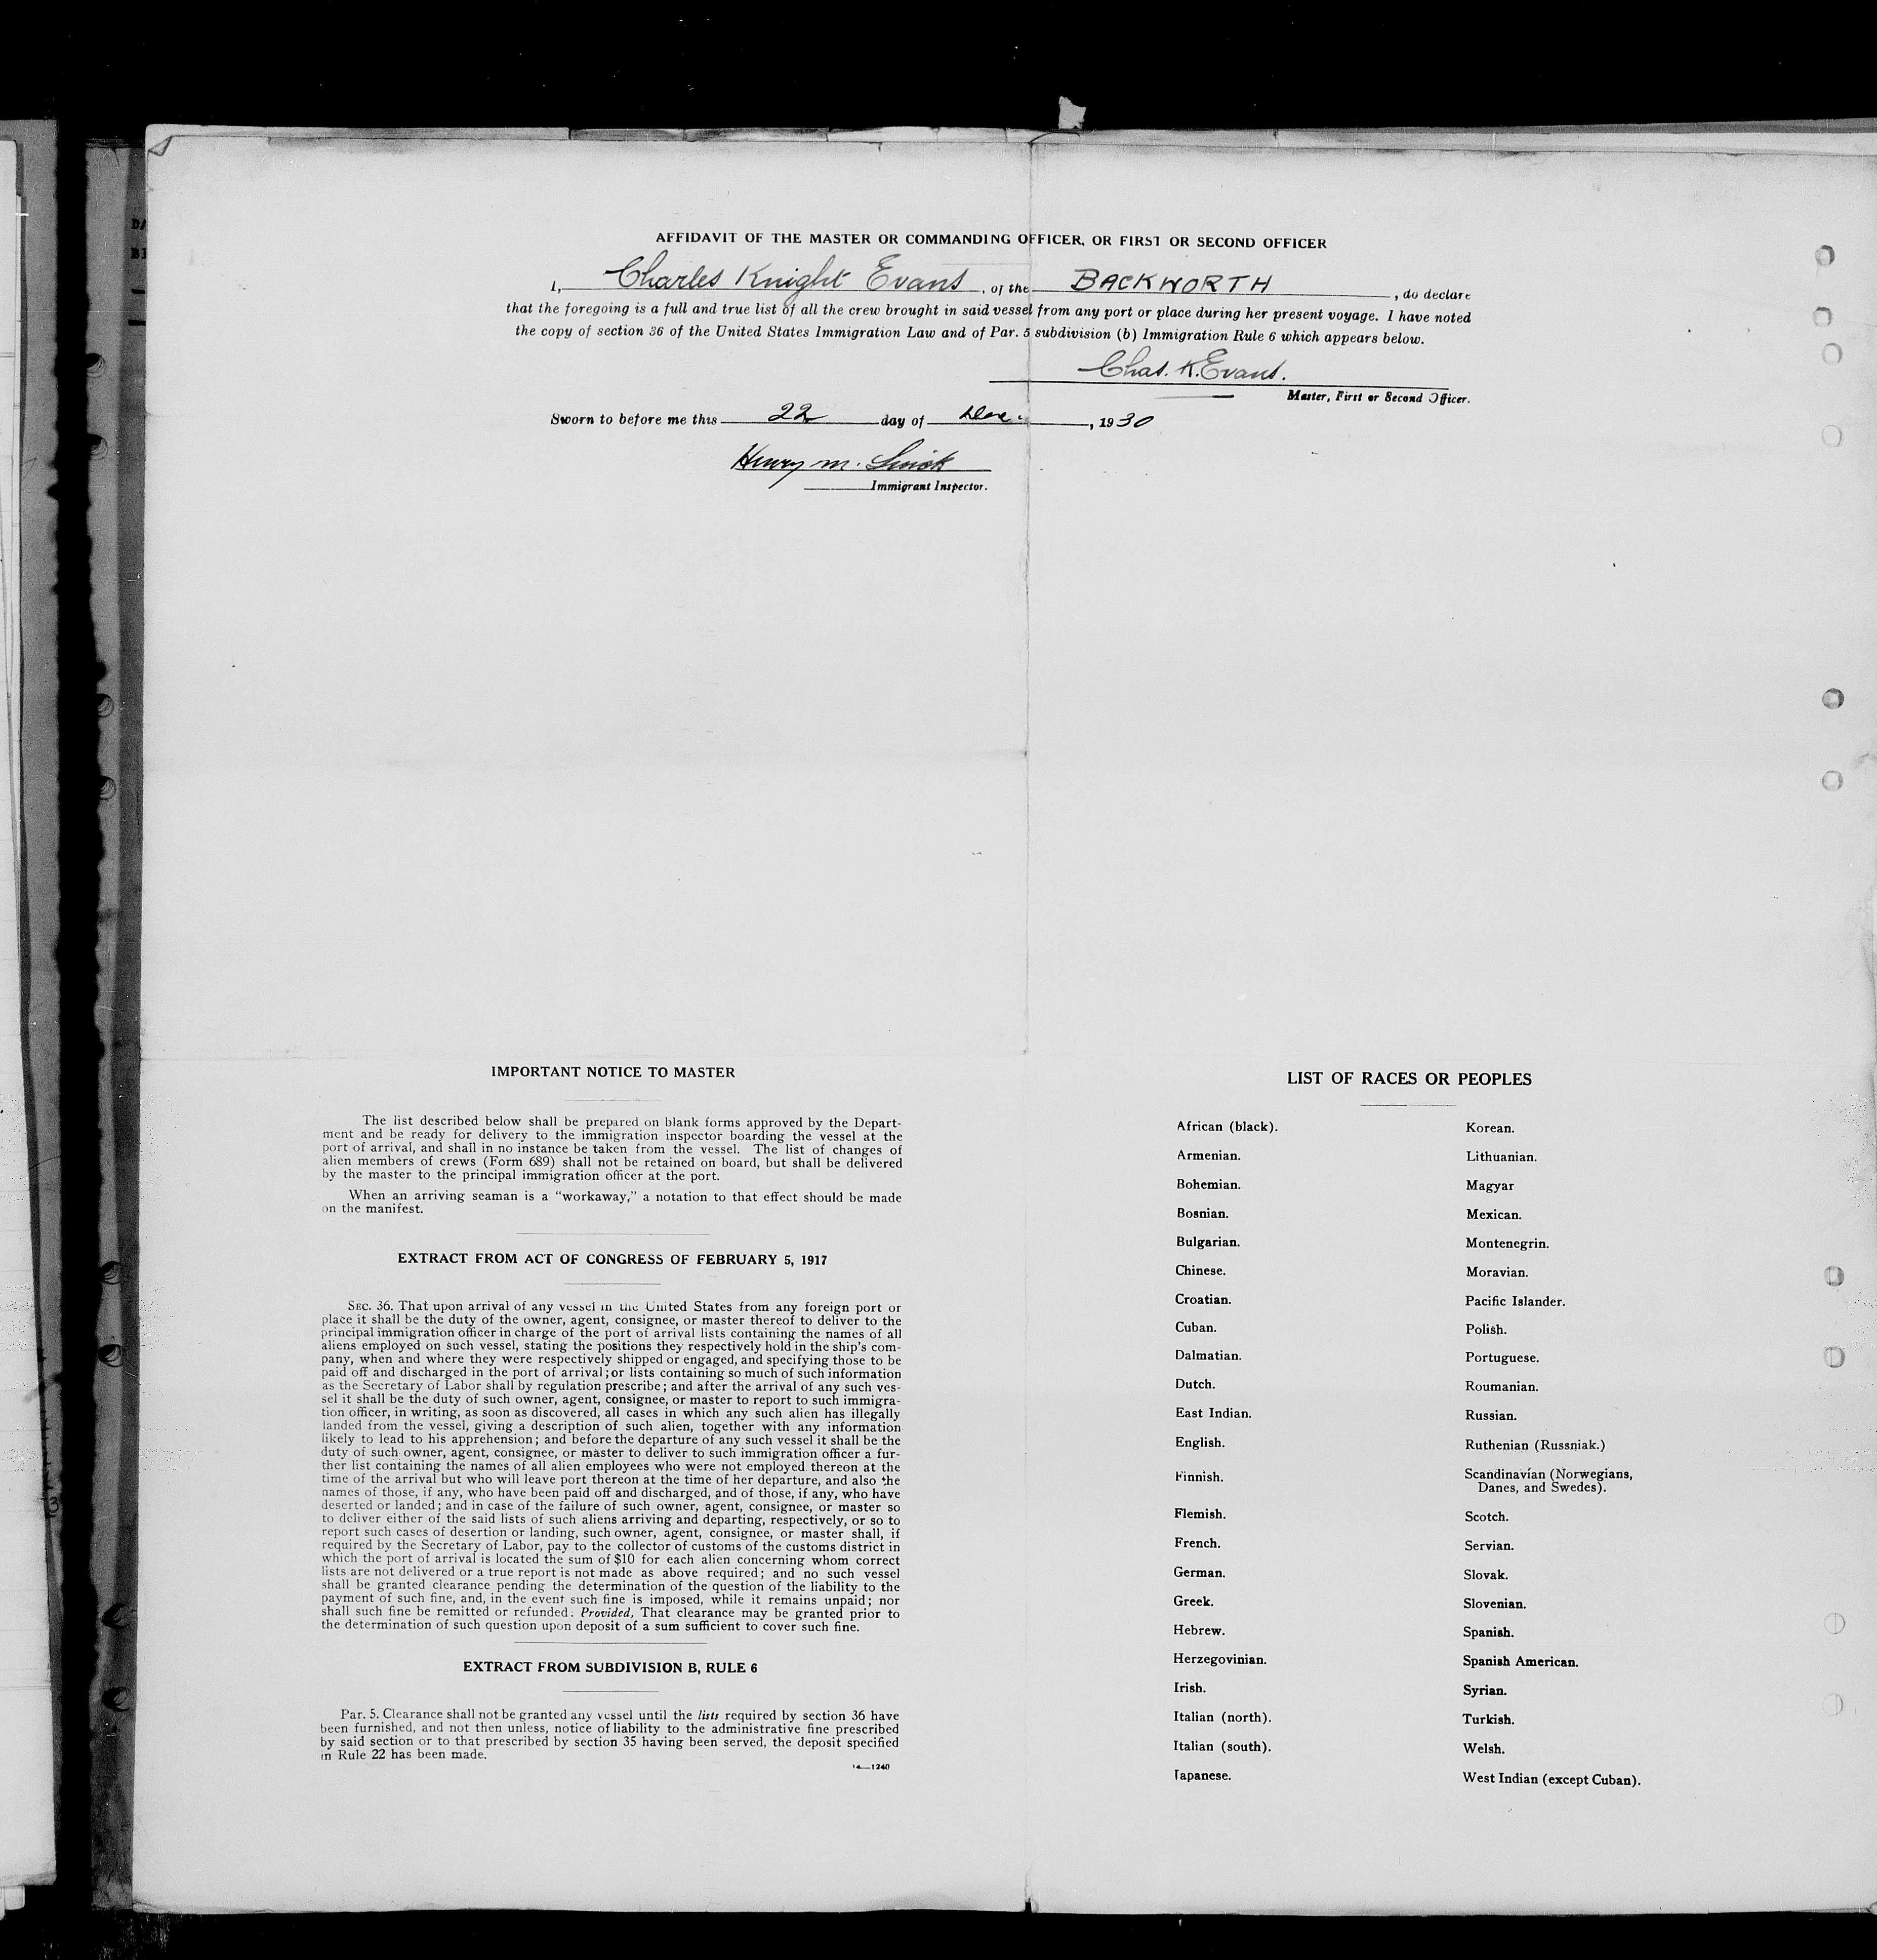 AFFIDAVIT OF THE MASTER OR COMMANDING OFFICER, OR FIRST OR SECOND OFFICER
I, Charles Knight Evans, of the BACKWORTH, do declare
that the foregoing is a full and true list of all the crew brought in said vessel from any port or place during her present voyage. I have noted
the copy of section 36 of the United States Immigration Law and of Par. 5 subdivision (b) Immigration Rule 6 which appears below.
Chas. K. Evans.
Master, First or Second Officer.
Sworn to before me this 22 day of Dec., 1930
Henry M.
Immigrant Inspector.
IMPORTANT NOTICE TO MASTER
The list described below shall be prepared on blank forms approved by the Depart-
ment and be ready for delivery to the immigration inspector boarding the vessel at the
port of arrival, and shall in no instance be taken from the vessel. The list of changes of
alien members of crews (Form 689) shall not be retained on board, but shall be delivered
by the master to the principal immigration officer at the port.
When an arriving seaman is a "workaway," a notation to that effect should be made
on the manifest.
EXTRACT FROM ACT OF CONGRESS OF FEBRUARY 5, 1917
SEC. 36. That upon arrival of any vessel in the United States from any foreign port or
place it shall be the duty of the owner, agent, consignee, or master thereof to deliver to the
principal immigration officer in charge of the port of arrival lists containing the names of all
aliens employed on such vessel, stating the positions they respectively hold in the ship's com-
pany, when and where they were respectively shipped or engaged, and specifying those to be
paid off and discharged in the port of arrival; or lists containing so much of such information
as the Secretary of Labor shall by regulation prescribe; and after the arrival of any such ves-
sel it shall be the duty of such owner, agent, consignee, or master to report to such immigra-
tion officer, in writing, as soon as discovered, all cases in which any such alien has illegally
landed from the vessel, giving a description of such alien, together with any information
likely to lead to his apprehension; and before the departure of any such vessel it shall be the
duty of such owner, agent, consignee, or master to deliver to such immigration officer a fur-
ther list containing the names of all alien employees who were not employed thereon at the
time of the arrival but who will leave port thereon at the time of her departure, and also the
names of those, if any, who have been paid off and discharged, and of those, if any, who have
deserted or landed; and in case of the failure of such owner, agent, consignee, or master so
to deliver either of the said lists of such aliens arriving and departing, respectively, or so to
report such cases of desertion or landing, such owner, agent, consignee, or master shall, if
required by the Secretary of Labor, pay to the collector of customs of the customs district in
which the port of arrival is located the sum of $10 for each alien concerning whom correct
lists are not delivered or a true report is not made as above required; and no such vessel
shall be granted clearance pending the determination of the question of the liability to the
payment of such fine, and, in the event such fine is imposed, while it remains unpaid; nor
shall such fine be remitted or refunded. Provided, That clearance may be granted prior to
the determination of such question upon deposit of a sum sufficient to cover such fine.
EXTRACT FROM SUBDIVISION B, RULE 6
Par. 5. Clearance shall not be granted any vessel until the lists required by section 36 have
been furnished, and not then unless, notice of liability to the administrative fine prescribed
by said section or to that prescribed by section 35 having been served, the deposit specified
in Rule 22 has been made.
14—1240
LIST OF RACES OR PEOPLES
African (black).
Armenian.
Bohemian.
Bosnian.
Bulgarian.
Chinese.
Croatian.
Cuban.
Dalmatian.
Dutch.
East Indian.
English.
Finnish.
Flemish.
French.
German.
Greek.
Hebrew.
Herzegovinian.
Irish.
Italian (north).
Italian (south).
Japanese.
Korean.
Lithuanian.
Magyar
Mexican.
Montenegrin.
Moravian.
Pacific Islander.
Polish.
Portuguese.
Roumanian.
Russian.
Ruthenian (Russniak.)
Scandinavian (Norwegians,
Danes, and Swedes).
Scotch.
Servian.
Slovak.
Slovenian.
Spanish.
Spanish American.
Syrian.
Turkish.
Welsh.
West Indian (except Cuban).